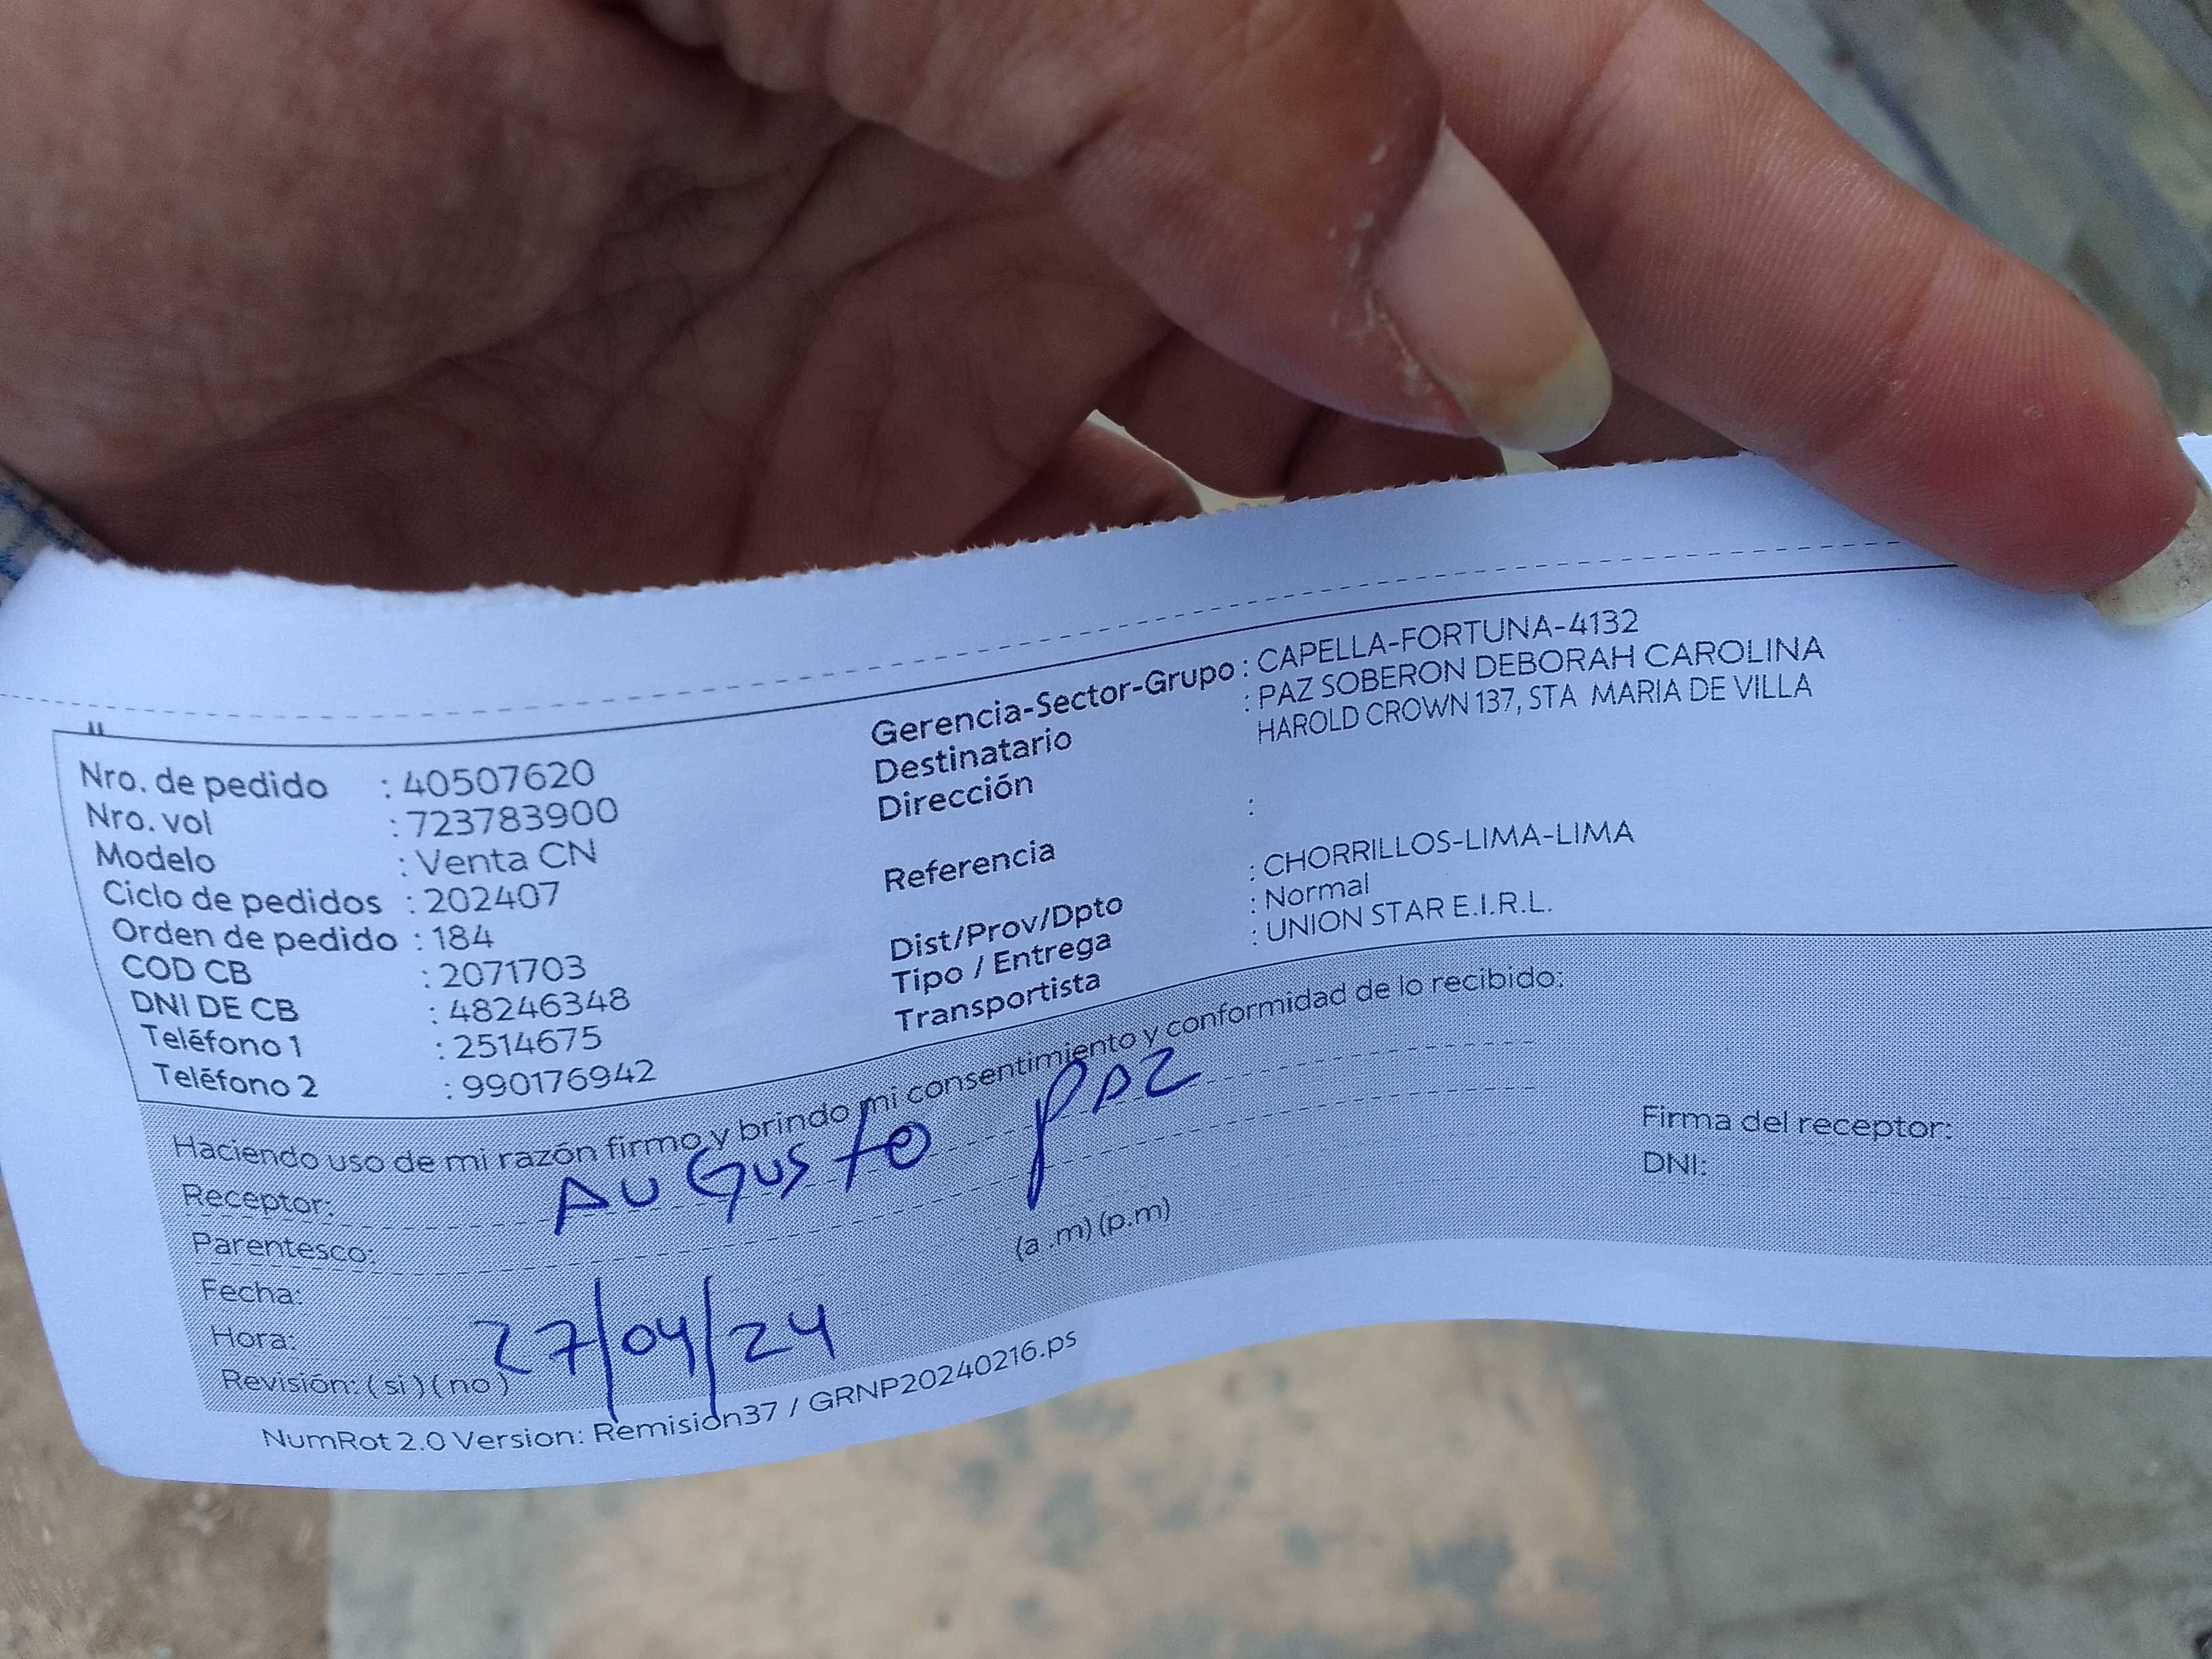 Nro. de pedido : 40507620
Nro. vol : 723783900
Modelo : Venta CN
Ciclo de pedidos : 202407
Orden de pedido : 184
COD CB : 2071703
DNI DE CB : 48246348
Teléfono 1 : 2514675
Teléfono 2 : 990176942
Gerencia-Sector-Grupo : CAPELLA-FORTUNA-4132
Destinatario : PAZ SOBERON DEBORAH CAROLINA
Dirección HAROLD CROWN 137, STA MARIA DE VILLA
:
Referencia
Dist/Prov/Dpto : CHORRILLOS-LIMA-LIMA
Tipo / Entrega : Normal
Transportista : UNION STAR E.I.R.L.
Haciendo uso de mi razón firmo y brindo mi consentimiento y conformidad de lo recibido:
Receptor: AUGUSTO PAZ
Parentesco:
Fecha:
Hora: 27/04/24 (a .m) (p.m)
Revisión: ( si ) ( no )
Firma del receptor:
DNI:
NumRot 2.0 Version: Remisión37 / GRNP20240216.ps